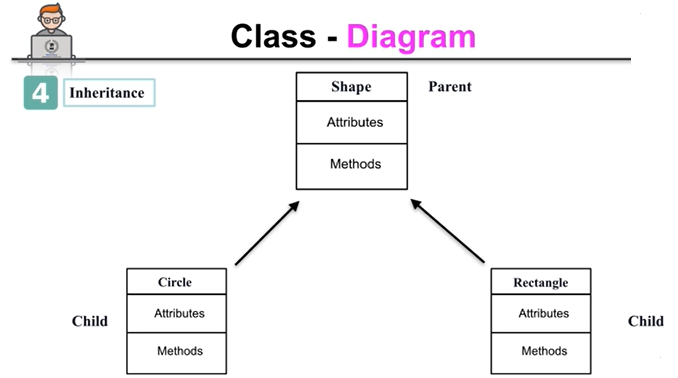 Class - Diagram
4
Inheritance
Shape
Parent
Attributes
Methods
Circle
Attributes
Methods
Child
Rectangle
Attributes
Methods
Child